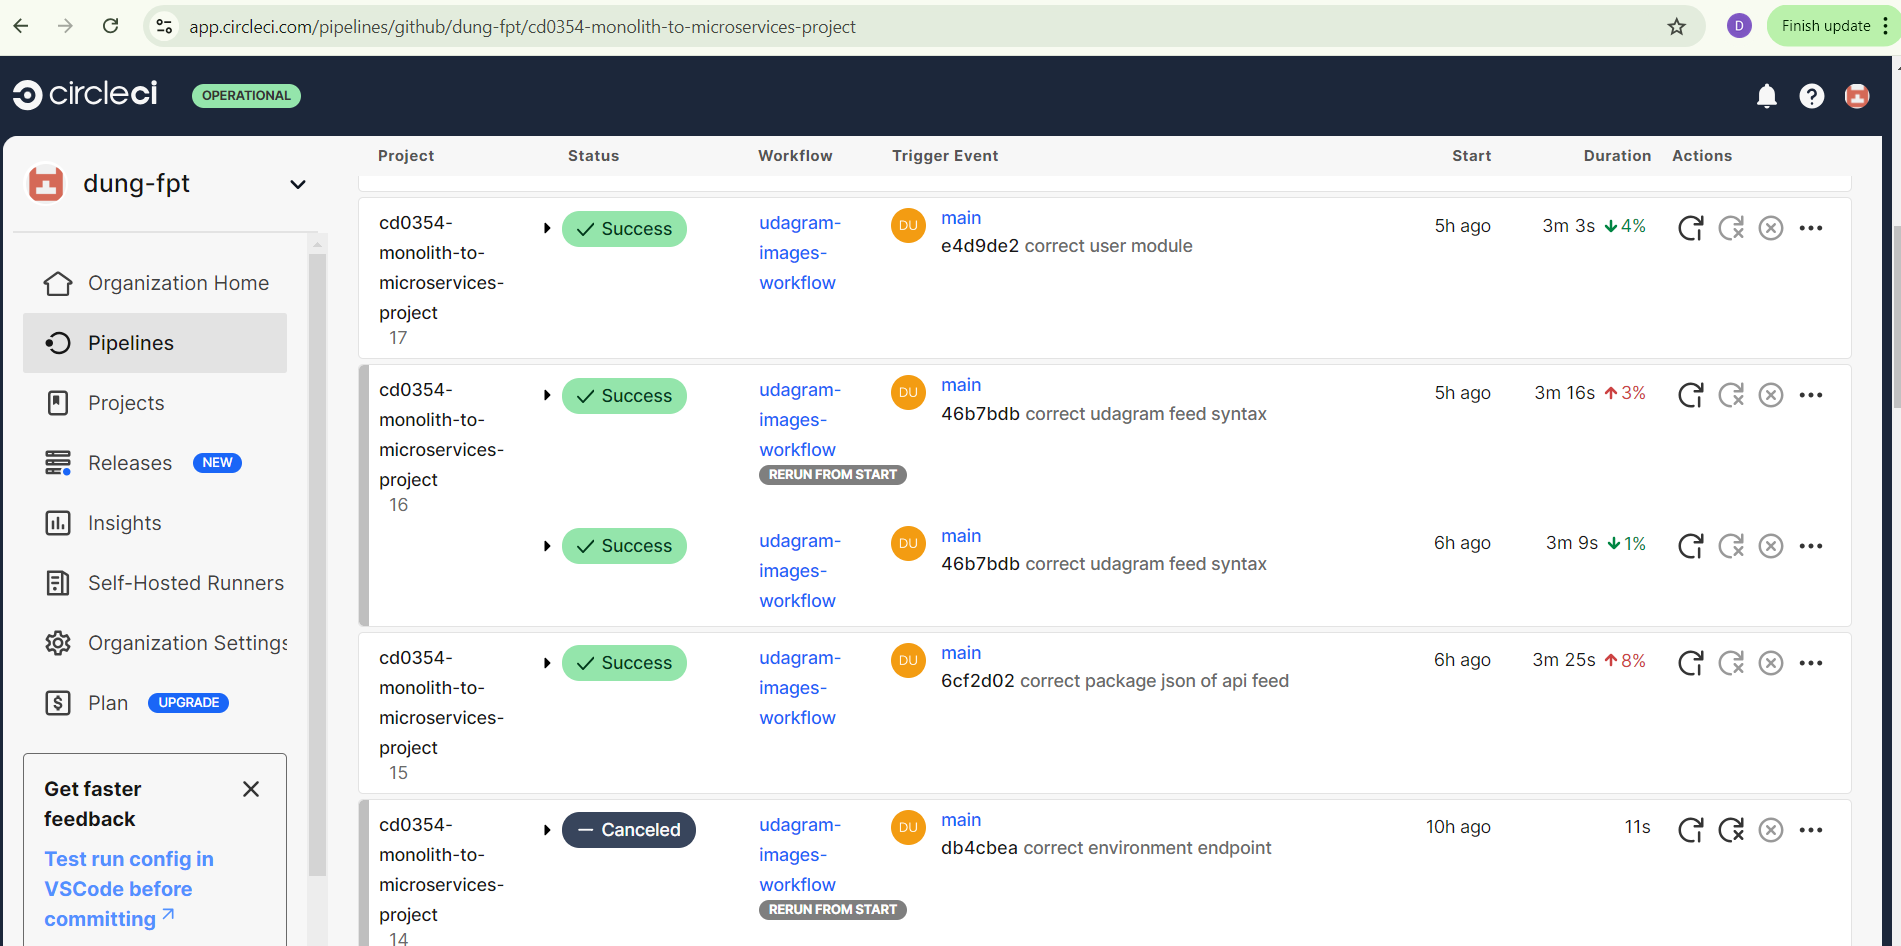 app.circleci.com/pipelines/github/dung-fpt/cd0354-monolith-to-microservices-project
D
Finish update
circleci
OPERATIONAL
dung-fpt
Organization Home
Pipelines
Projects
Releases NEW
Insights
Self-Hosted Runners
Organization Settings
Plan UPGRADE
Get faster
feedback
Test run config in
VSCode before
committing
Project Status Workflow Trigger Event Start Duration Actions
cd0354-
monolith-to-
microservices-
project
17
Success
udagram-
images-
workflow
DU
main
e4d9de2 correct user module
5h ago
3m 3s 4%
cd0354-
monolith-to-
microservices-
project
16
Success
udagram-
images-
workflow
RERUN FROM START
DU
main
46b7bdb correct udagram feed syntax
5h ago
3m 16s 3%
Success
udagram-
images-
workflow
DU
main
46b7bdb correct udagram feed syntax
6h ago
3m 9s 1%
cd0354-
monolith-to-
microservices-
project
15
Success
udagram-
images-
workflow
DU
main
6cf2d02 correct package json of api feed
6h ago
3m 25s 8%
cd0354-
monolith-to-
microservices-
project
14
Canceled
udagram-
images-
workflow
RERUN FROM START
DU
main
db4cbea correct environment endpoint
10h ago
11s